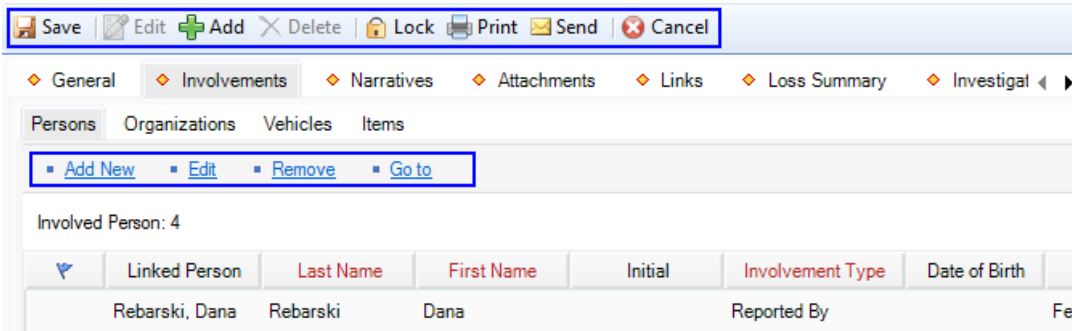 Save Edit Add Delete Lock Print Send Cancel
General Involvements Narratives Attachments Links Loss Summary Investigat
Persons Organizations Vehicles Items
Add New Edit Remove Go to
Involved Person: 4
Linked Person Last Name First Name Initial Involvement Type Date of Birth
Rebarski, Dana Rebarski Dana Reported By Fe